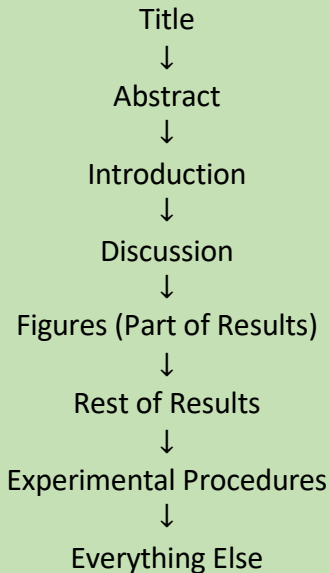 Title
↓
Abstract
↓
Introduction
↓
Discussion
↓
Figures (Part of Results)
↓
Rest of Results
↓
Experimental Procedures
↓
Everything Else